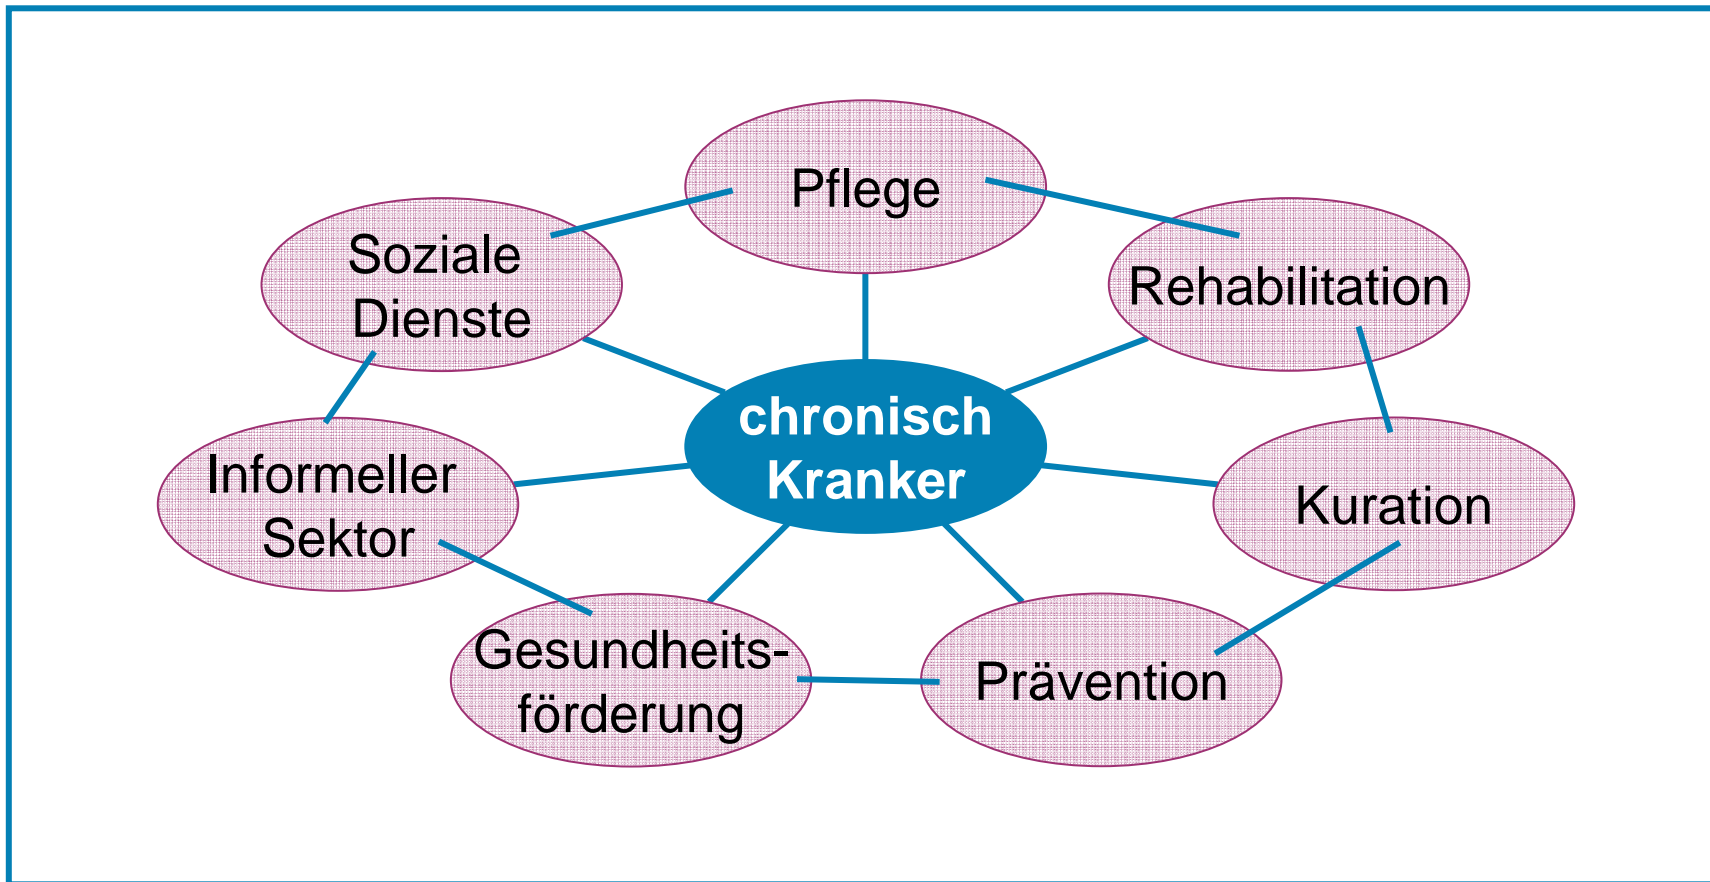 Pflege
Soziale
Dienste
Rehabilitation
chronisch
Kranker
Informeller
Sektor
Kuration
Gesundheits-
förderung
Prävention